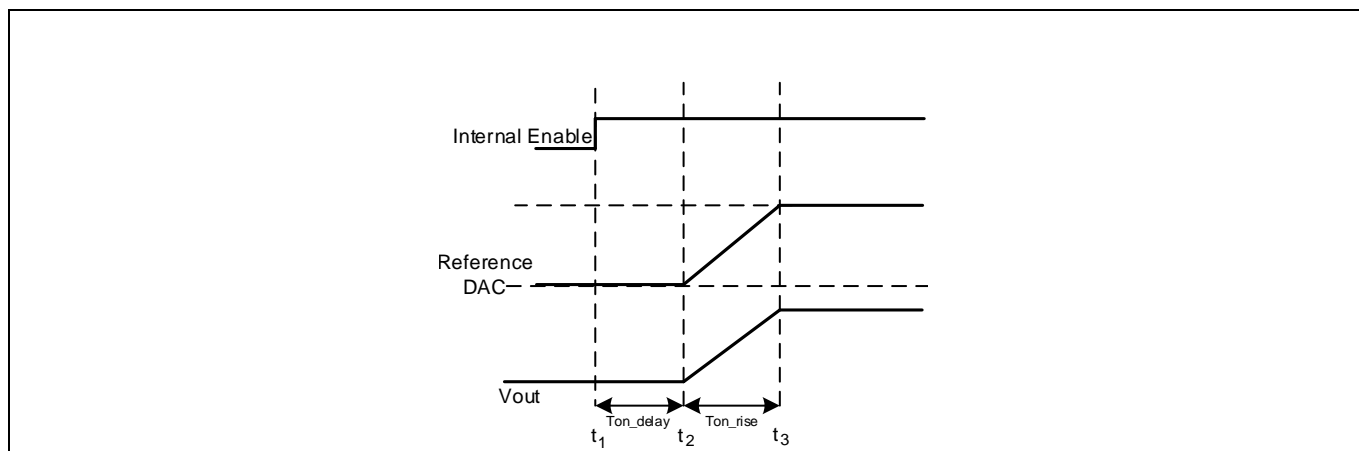 Internal Enable
Reference
DAC
Vout
Ton_delay
Ton_rise
t1
t2
t3